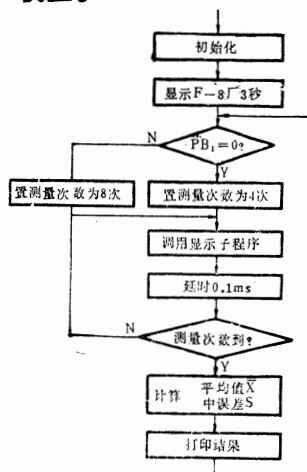 初始化
显示F-8厂3秒
N
PB₁=0?
Y
置测量次数为8次
置测量次数为4次
调用显示子程序
延时0.1ms
N
测量次数到?
Y
计算
平均值X̄
中误差S
打印结果